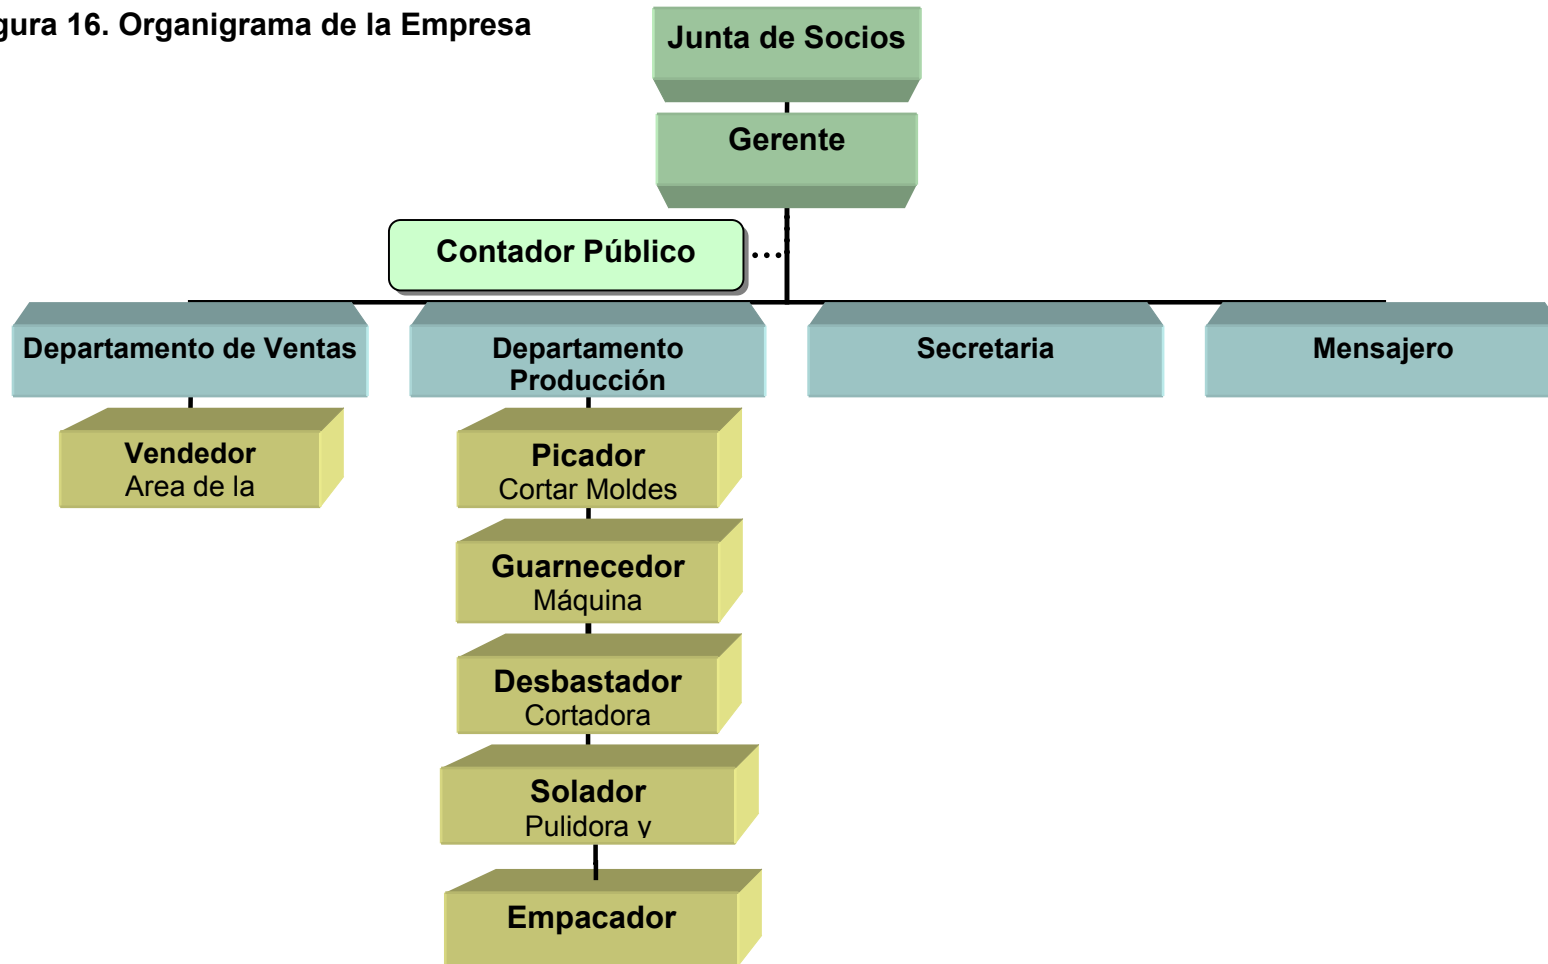 gura 16. Organigrama de la Empresa
Junta de Socios
Gerente
Contador Público
Departamento de Ventas
Departamento
Producción
Secretaria
Mensajero
Vendedor
Area de la
Picador
Cortar Moldes
Guarnecedor
Máquina
Desbastador
Cortadora
Solador
Pulidora y
Empacador